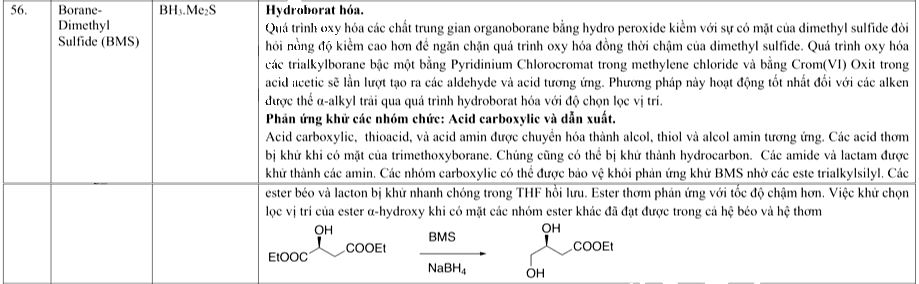 56. Borane- BH₃.Me₂S Hydroborat hóa.
Dimethyl Quá trình oxy hóa các chất trung gian organoborane bằng hydro peroxide kiềm với sự có mặt của dimethyl sulfide đòi
Sulfide (BMS) hỏi nồng độ kiềm cao hơn để ngăn chặn quá trình oxy hóa đồng thời chậm của dimethyl sulfide. Quá trình oxy hóa
các trialkylborane bậc một bằng Pyridinium Chlorocromat trong methylene chloride và bằng Crom(VI) Oxit trong
acid acetic sẽ lần lượt tạo ra các aldehyde và acid tương ứng. Phương pháp này hoạt động tốt nhất đối với các alken
được thế α-alkyl trải qua quá trình hydroborat hóa với độ chọn lọc vị trí.
Phản ứng khử các nhóm chức: Acid carboxylic và dẫn xuất.
Acid carboxylic, thioacid, và acid amin được chuyển hóa thành alcol, thiol và alcol amin tương ứng. Các acid thơm
bị khử khi có mặt của trimethoxyborane. Chúng cũng có thể bị khử thành hydrocarbon. Các amide và lactam được
khử thành các amin. Các nhóm carboxylic có thể được bảo vệ khỏi phản ứng khử BMS nhờ các este trialkylsilyl. Các
ester béo và lacton bị khử nhanh chóng trong THF hồi lưu. Ester thơm phản ứng với tốc độ chậm hơn. Việc khử chọn
lọc vị trí của ester α-hydroxy khi có mặt các nhóm ester khác đã đạt được trong cả hệ béo và hệ thơm
OH OH
BMS
EtOOC COOEt COOEt
NaBH₄
OH